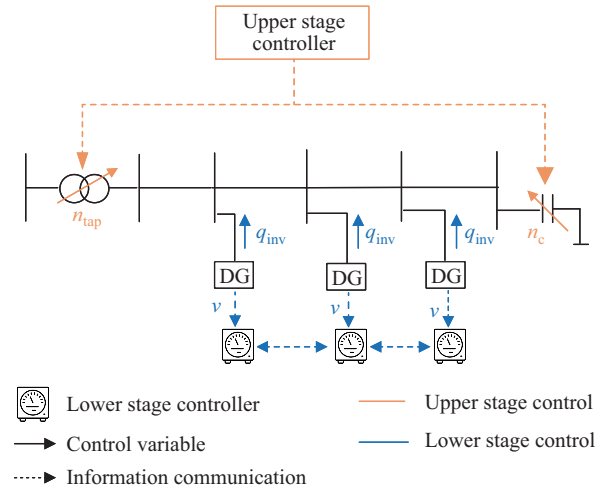 Upper stage
controller
n_tap
q_inv
q_inv
q_inv
n_c
DG
DG
DG
v
v
v
Lower stage controller
Upper stage control
Control variable
Lower stage control
Information communication